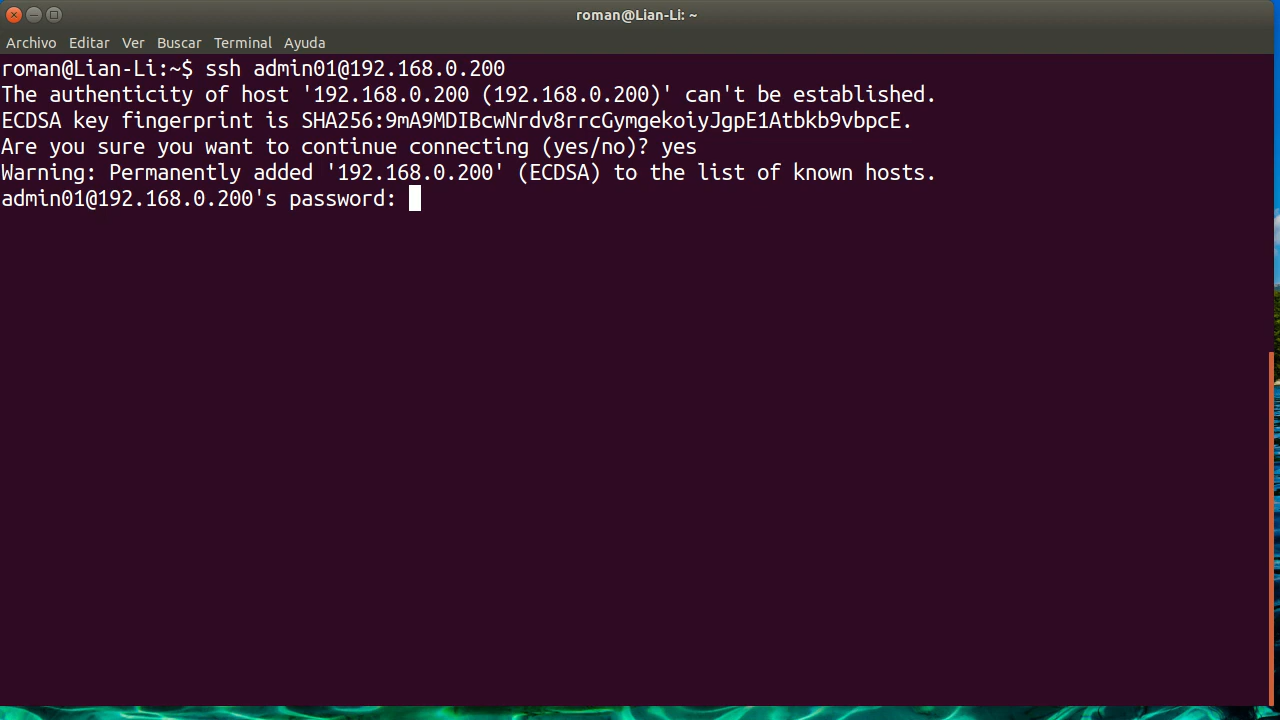 roman@Lian-Li: ~
Archivo Editar Ver Buscar Terminal Ayuda
roman@Lian-Li:~$ ssh admin01@192.168.0.200
The authenticity of host '192.168.0.200 (192.168.0.200)' can't be established.
ECDSA key fingerprint is SHA256:9mA9MDIBcwNrdv8rrcGymgekoiyJgpE1Atbkb9vbpcE.
Are you sure you want to continue connecting (yes/no)? yes
Warning: Permanently added '192.168.0.200' (ECDSA) to the list of known hosts.
admin01@192.168.0.200's password: